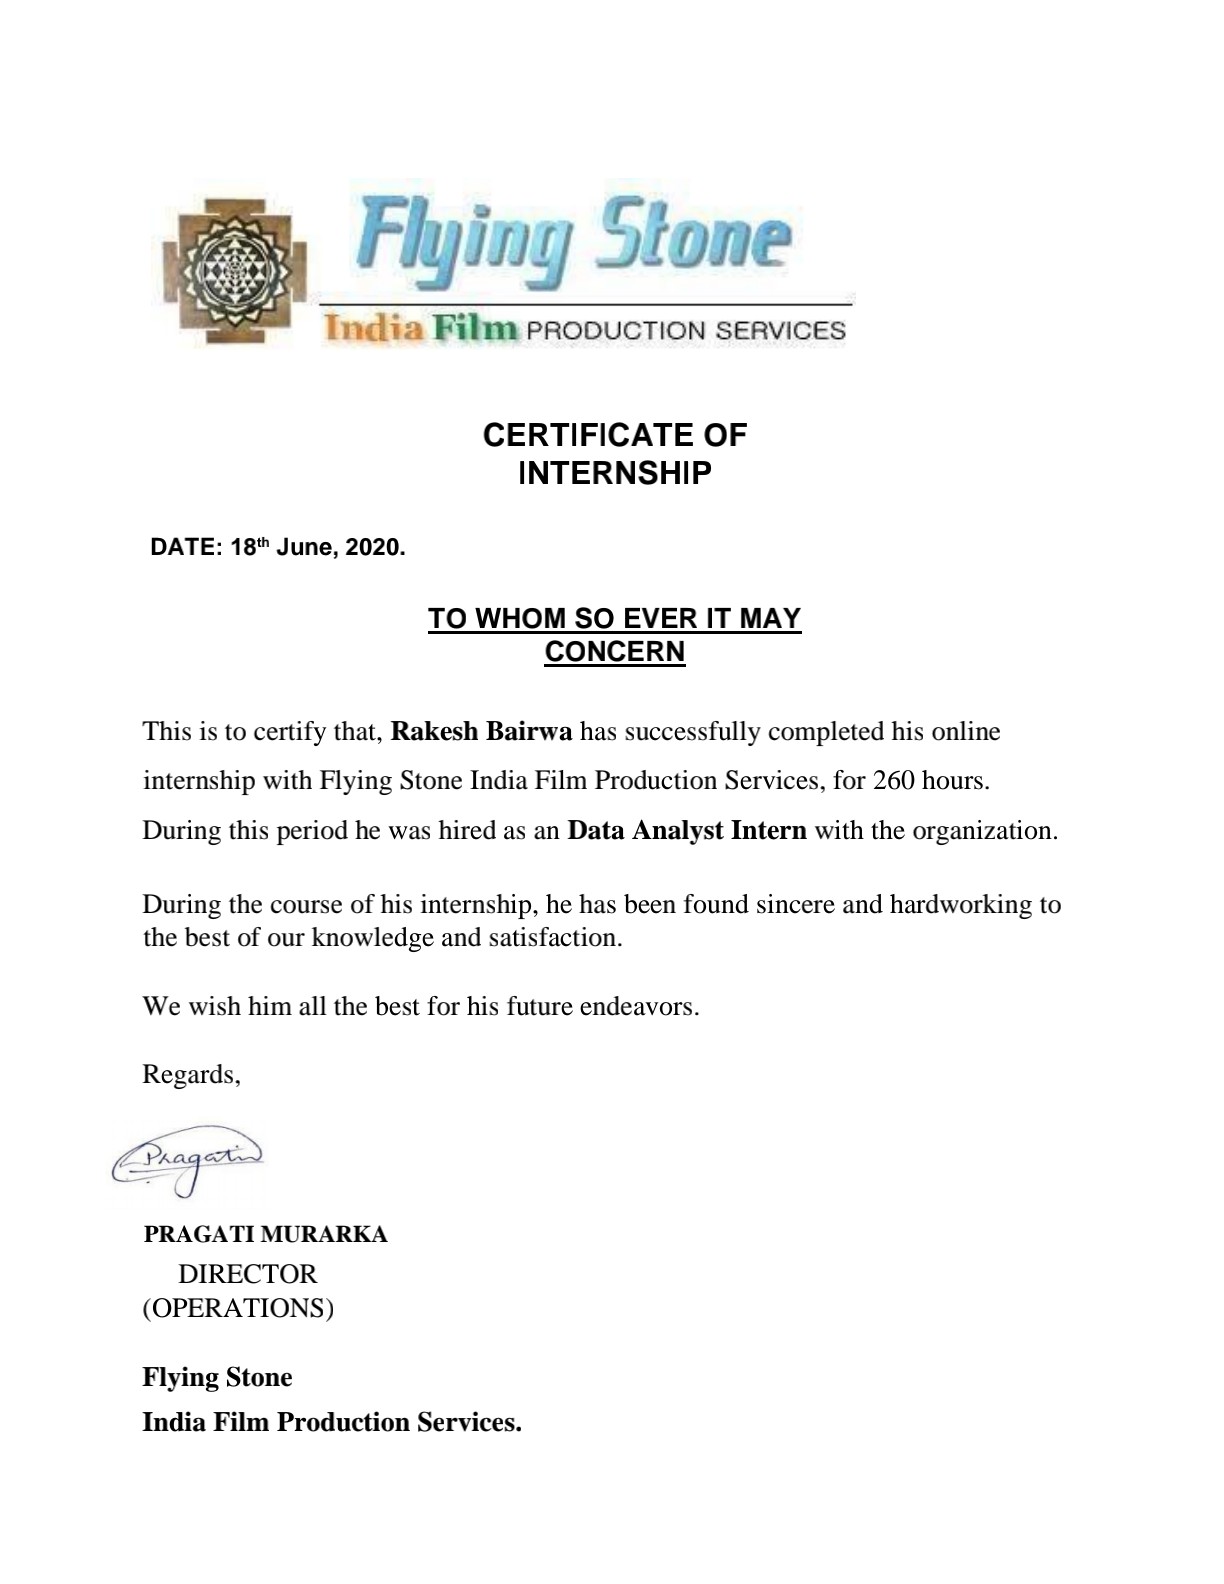 Flying Stone
India Film PRODUCTION SERVICES
CERTIFICATE OF
INTERNSHIP
DATE: 18th June, 2020.
TO WHOM SO EVER IT MAY
CONCERN
This is to certify that, Rakesh Bairwa has successfully completed his online
internship with Flying Stone India Film Production Services, for 260 hours.
During this period he was hired as an Data Analyst Intern with the organization.
During the course of his internship, he has been found sincere and hardworking to
the best of our knowledge and satisfaction.
We wish him all the best for his future endeavors.
Regards,
Pragati
PRAGATI MURARKA
DIRECTOR
(OPERATIONS)
Flying Stone
India Film Production Services.